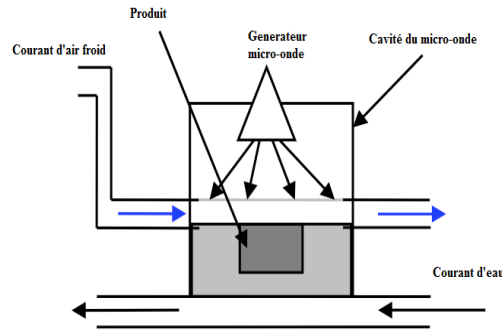 Produit
Courant d'air froid
Generateur
micro-onde
Cavité du micro-onde
Courant d'eau